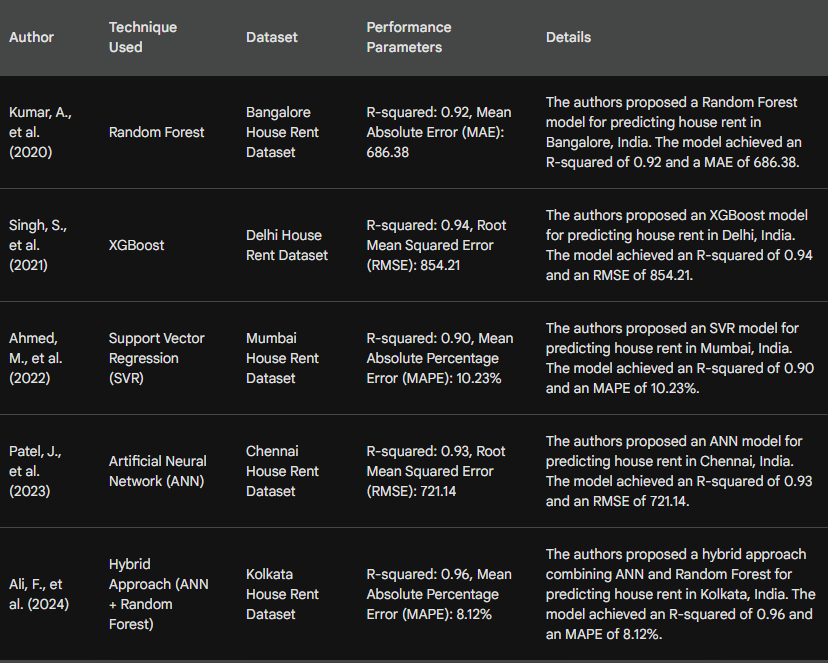 Author
Technique
Used
Dataset
Performance
Parameters
Details
Kumar, A.,
et al.
(2020)
Random Forest
Bangalore
House Rent
Dataset
R-squared: 0.92, Mean
Absolute Error (MAE):
686.38
The authors proposed a Random Forest
model for predicting house rent in
Bangalore, India. The model achieved an
R-squared of 0.92 and a MAE of 686.38.
Singh, S.,
et al.
(2021)
XGBoost
Delhi House
Rent Dataset
R-squared: 0.94, Root
Mean Squared Error
(RMSE): 854.21
The authors proposed an XGBoost model
for predicting house rent in Delhi, India.
The model achieved an R-squared of 0.94
and an RMSE of 854.21.
Ahmed,
M., et al.
(2022)
Support Vector
Regression
(SVR)
Mumbai
House Rent
Dataset
R-squared: 0.90, Mean
Absolute Percentage
Error (MAPE): 10.23%
The authors proposed an SVR model for
predicting house rent in Mumbai, India.
The model achieved an R-squared of 0.90
and an MAPE of 10.23%.
Patel, J.,
et al.
(2023)
Artificial Neural
Network (ANN)
Chennai
House Rent
Dataset
R-squared: 0.93, Root
Mean Squared Error
(RMSE): 721.14
The authors proposed an ANN model for
predicting house rent in Chennai, India.
The model achieved an R-squared of 0.93
and an RMSE of 721.14.
Ali, F., et
al. (2024)
Hybrid
Approach (ANN
+ Random
Forest)
Kolkata
House Rent
Dataset
R-squared: 0.96, Mean
Absolute Percentage
Error (MAPE): 8.12%
The authors proposed a hybrid approach
combining ANN and Random Forest for
predicting house rent in Kolkata, India. The
model achieved an R-squared of 0.96 and
an MAPE of 8.12%.